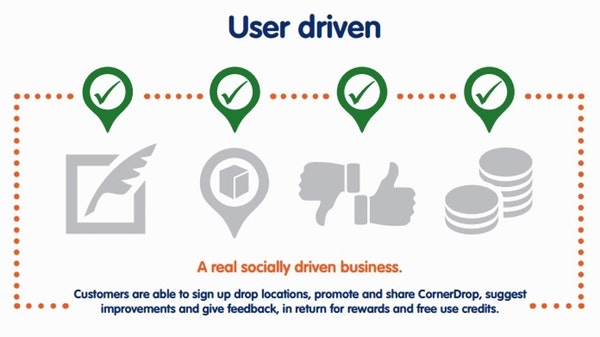 User driven
A real socially driven business.
Customers are able to sign up drop locations, promote and share CornerDrop, suggest
improvements and give feedback, in return for rewards and free use credits.